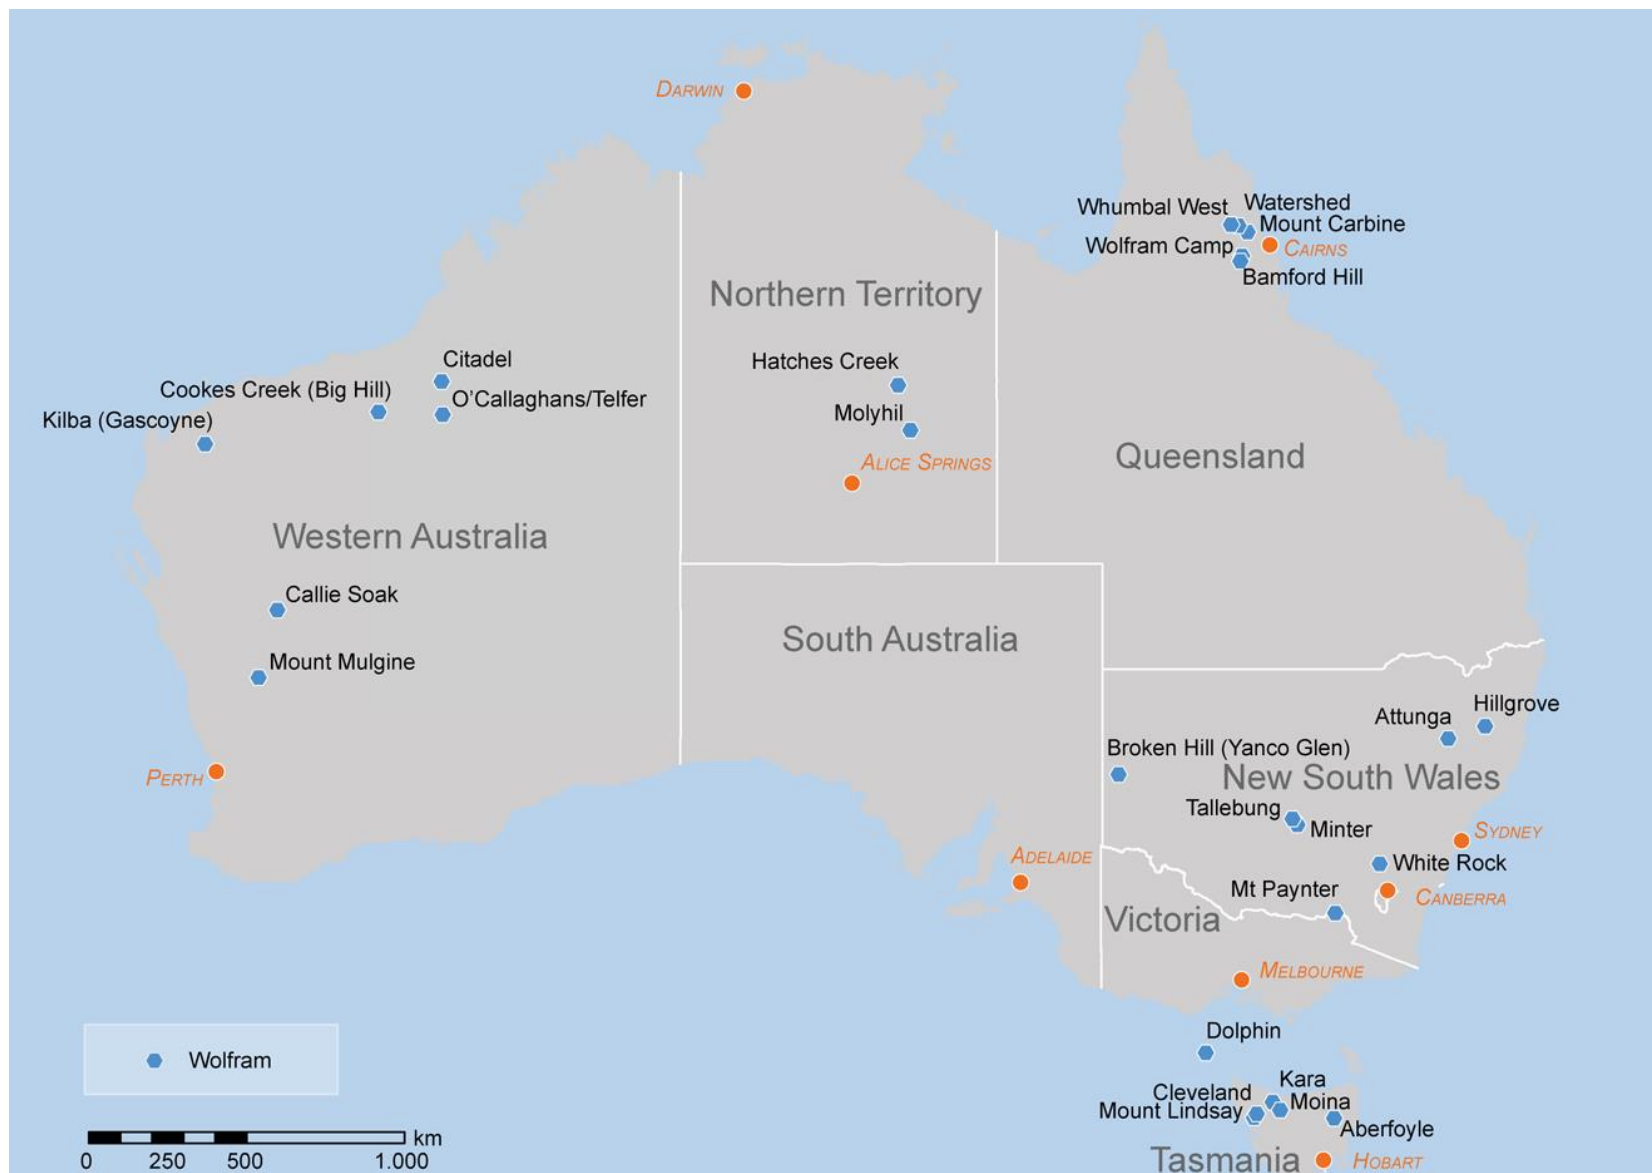 DARWIN
Whumbal West
Watershed
Mount Carbine
Wolfram Camp
CAIRNS
Bamford Hill
Northern Territory
Citadel
Hatches Creek
Cookes Creek (Big Hill)
O'Callaghans/Telfer
Molyhil
Kilba (Gascoyne)
ALICE SPRINGS
Queensland
Western Australia
Callie Soak
South Australia
Mount Mulgine
Hillgrove
Attunga
Broken Hill (Yanco Glen)
PERTH
New South Wales
Tallebung
Minter
SYDNEY
ADELAIDE
White Rock
Mt Paynter
CANBERRA
Victoria
MELBOURNE
Dolphin
Wolfram
Kara
Cleveland
Moina
Mount Lindsay
Aberfoyle
km
0 250 500 1.000
Tasmania
HOBART